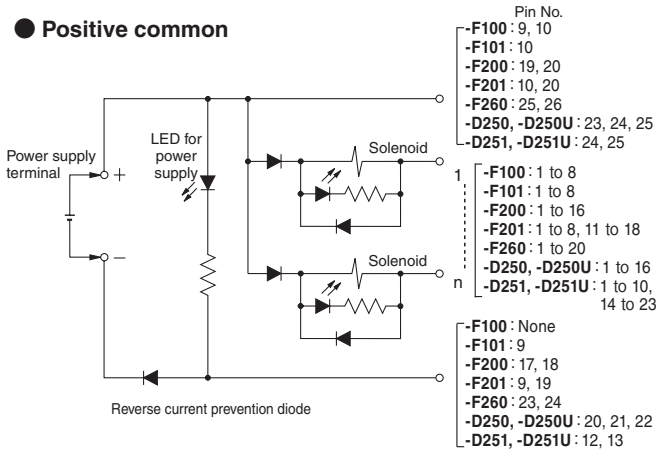 ● Positive common
Pin No.
-F100 : 9, 10
-F101 : 10
-F200 : 19, 20
-F201 : 10, 20
-F260 : 25, 26
-D250, -D250U : 23, 24, 25
-D251, -D251U : 24, 25
Power supply terminal
+
−
LED for power supply
Solenoid
1
-F100 : 1 to 8
-F101 : 1 to 8
-F200 : 1 to 16
-F201 : 1 to 8, 11 to 18
-F260 : 1 to 20
-D250, -D250U : 1 to 16
-D251, -D251U : 1 to 10,
14 to 23
Solenoid
n
-F100 : None
-F101 : 9
-F200 : 17, 18
-F201 : 9, 19
-F260 : 23, 24
-D250, -D250U : 20, 21, 22
-D251, -D251U : 12, 13
Reverse current prevention diode